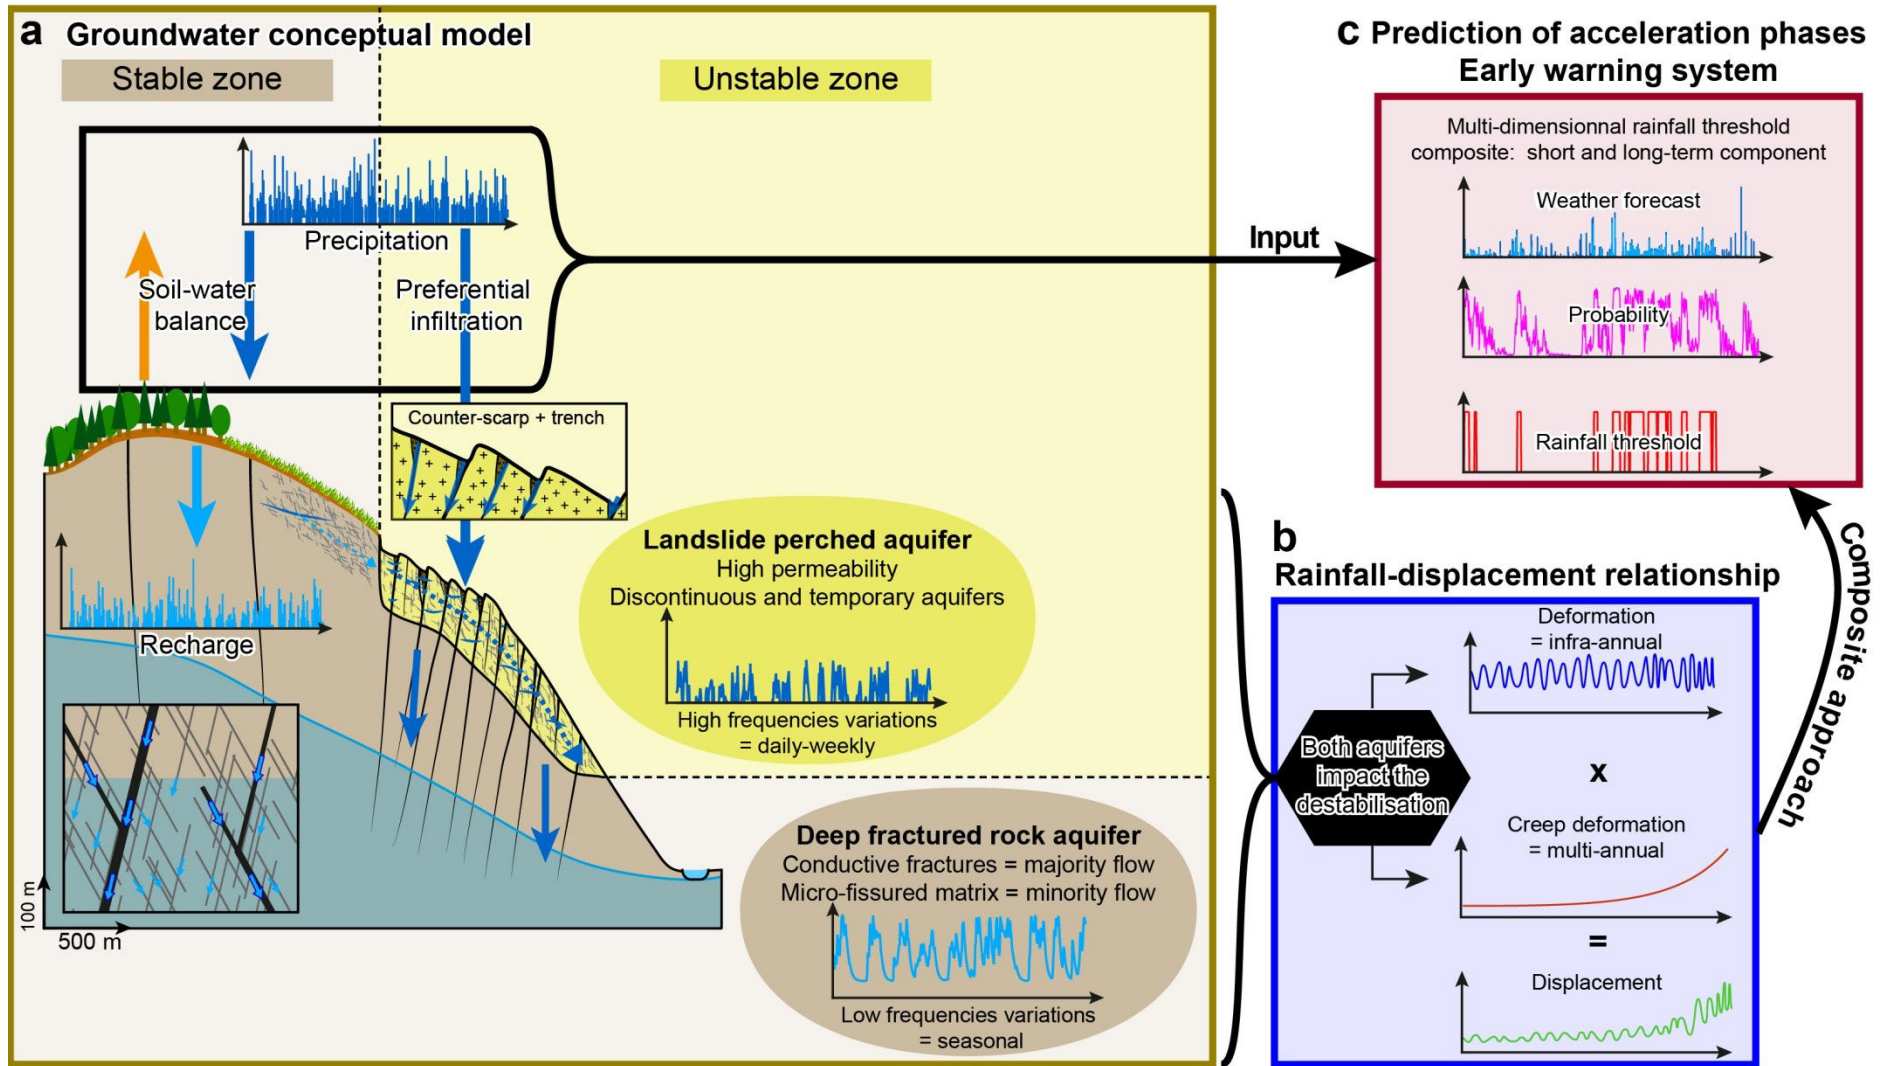 a Groundwater conceptual model
Stable zone
Unstable zone
Precipitation
Soil-water
balance
Preferential
infiltration
Counter-scarp + trench
Recharge
100 m
500 m
Landslide perched aquifer
High permeability
Discontinuous and temporary aquifers
High frequencies variations
= daily-weekly
Deep fractured rock aquifer
Conductive fractures = majority flow
Micro-fissured matrix = minority flow
Low frequencies variations
= seasonal
Input
c Prediction of acceleration phases
Early warning system
Multi-dimensionnal rainfall threshold
composite: short and long-term component
Weather forecast
Probability
Rainfall threshold
b
Rainfall-displacement relationship
Both aquifers
impact the
destabilisation
Deformation
= infra-annual
x
Creep deformation
= multi-annual
=
Displacement
Composite approach